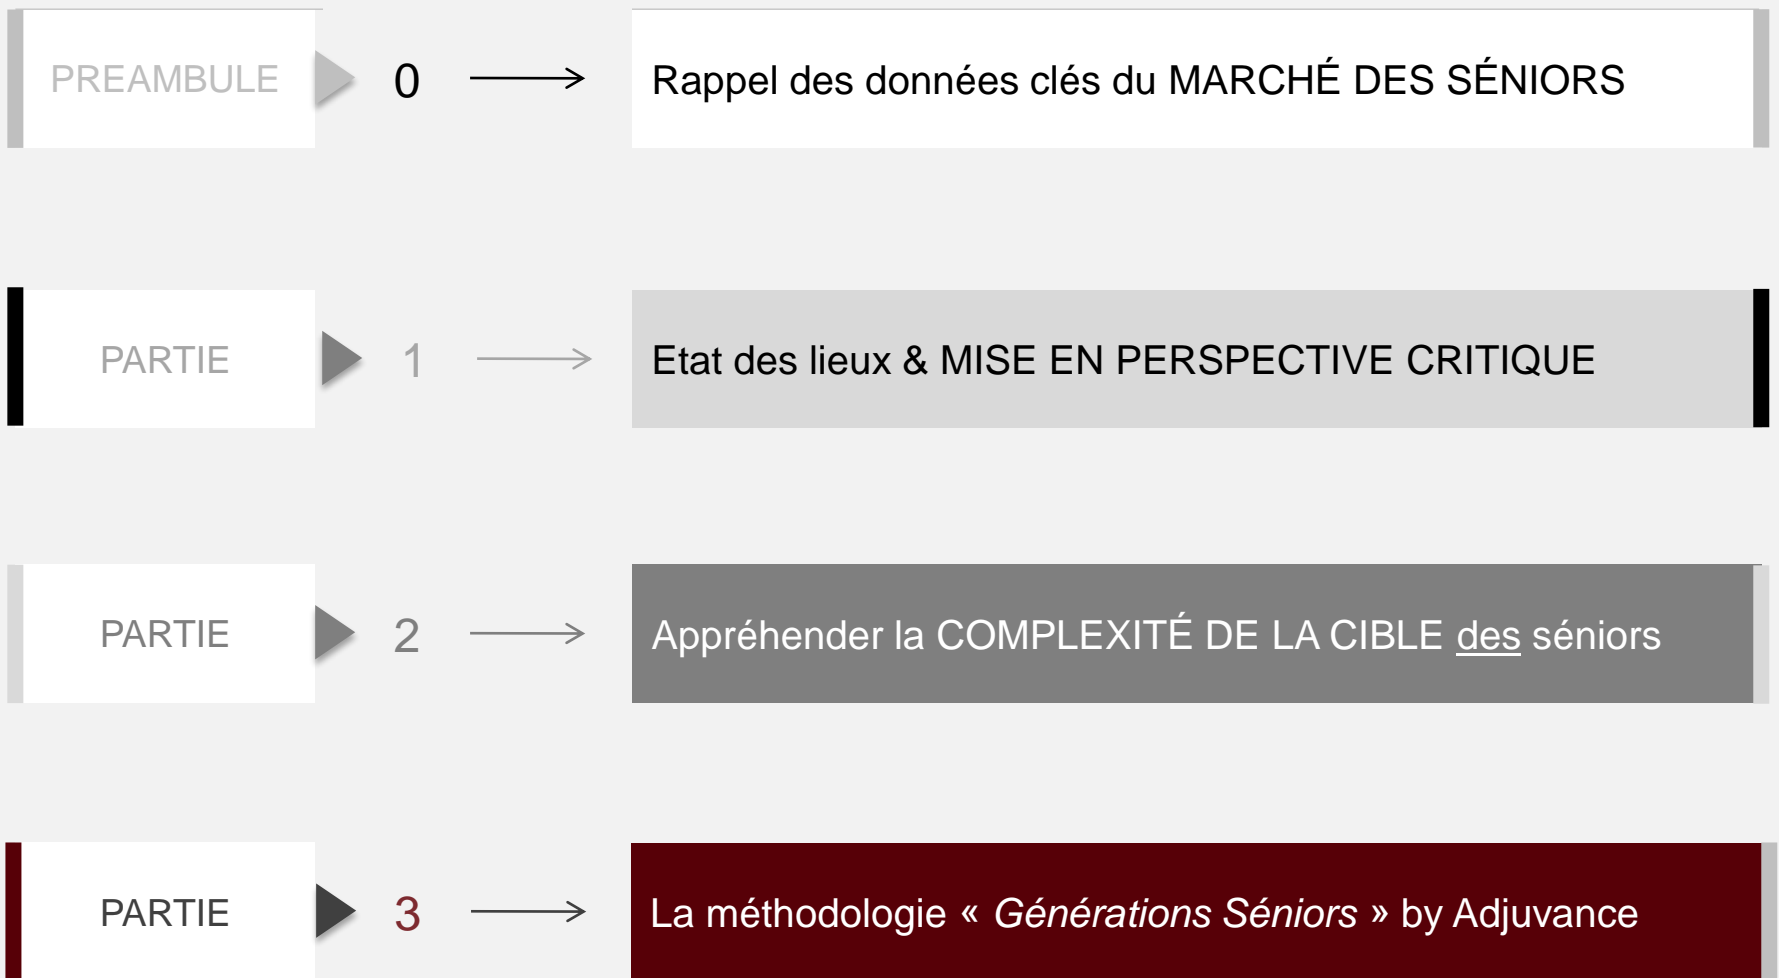 PREAMBULE 0 Rappel des données clés du MARCHÉ DES SÉNIORS
PARTIE 1 Etat des lieux & MISE EN PERSPECTIVE CRITIQUE
PARTIE 2 Appréhender la COMPLEXITÉ DE LA CIBLE des séniors
PARTIE 3 La méthodologie « Générations Séniors » by Adjuvance